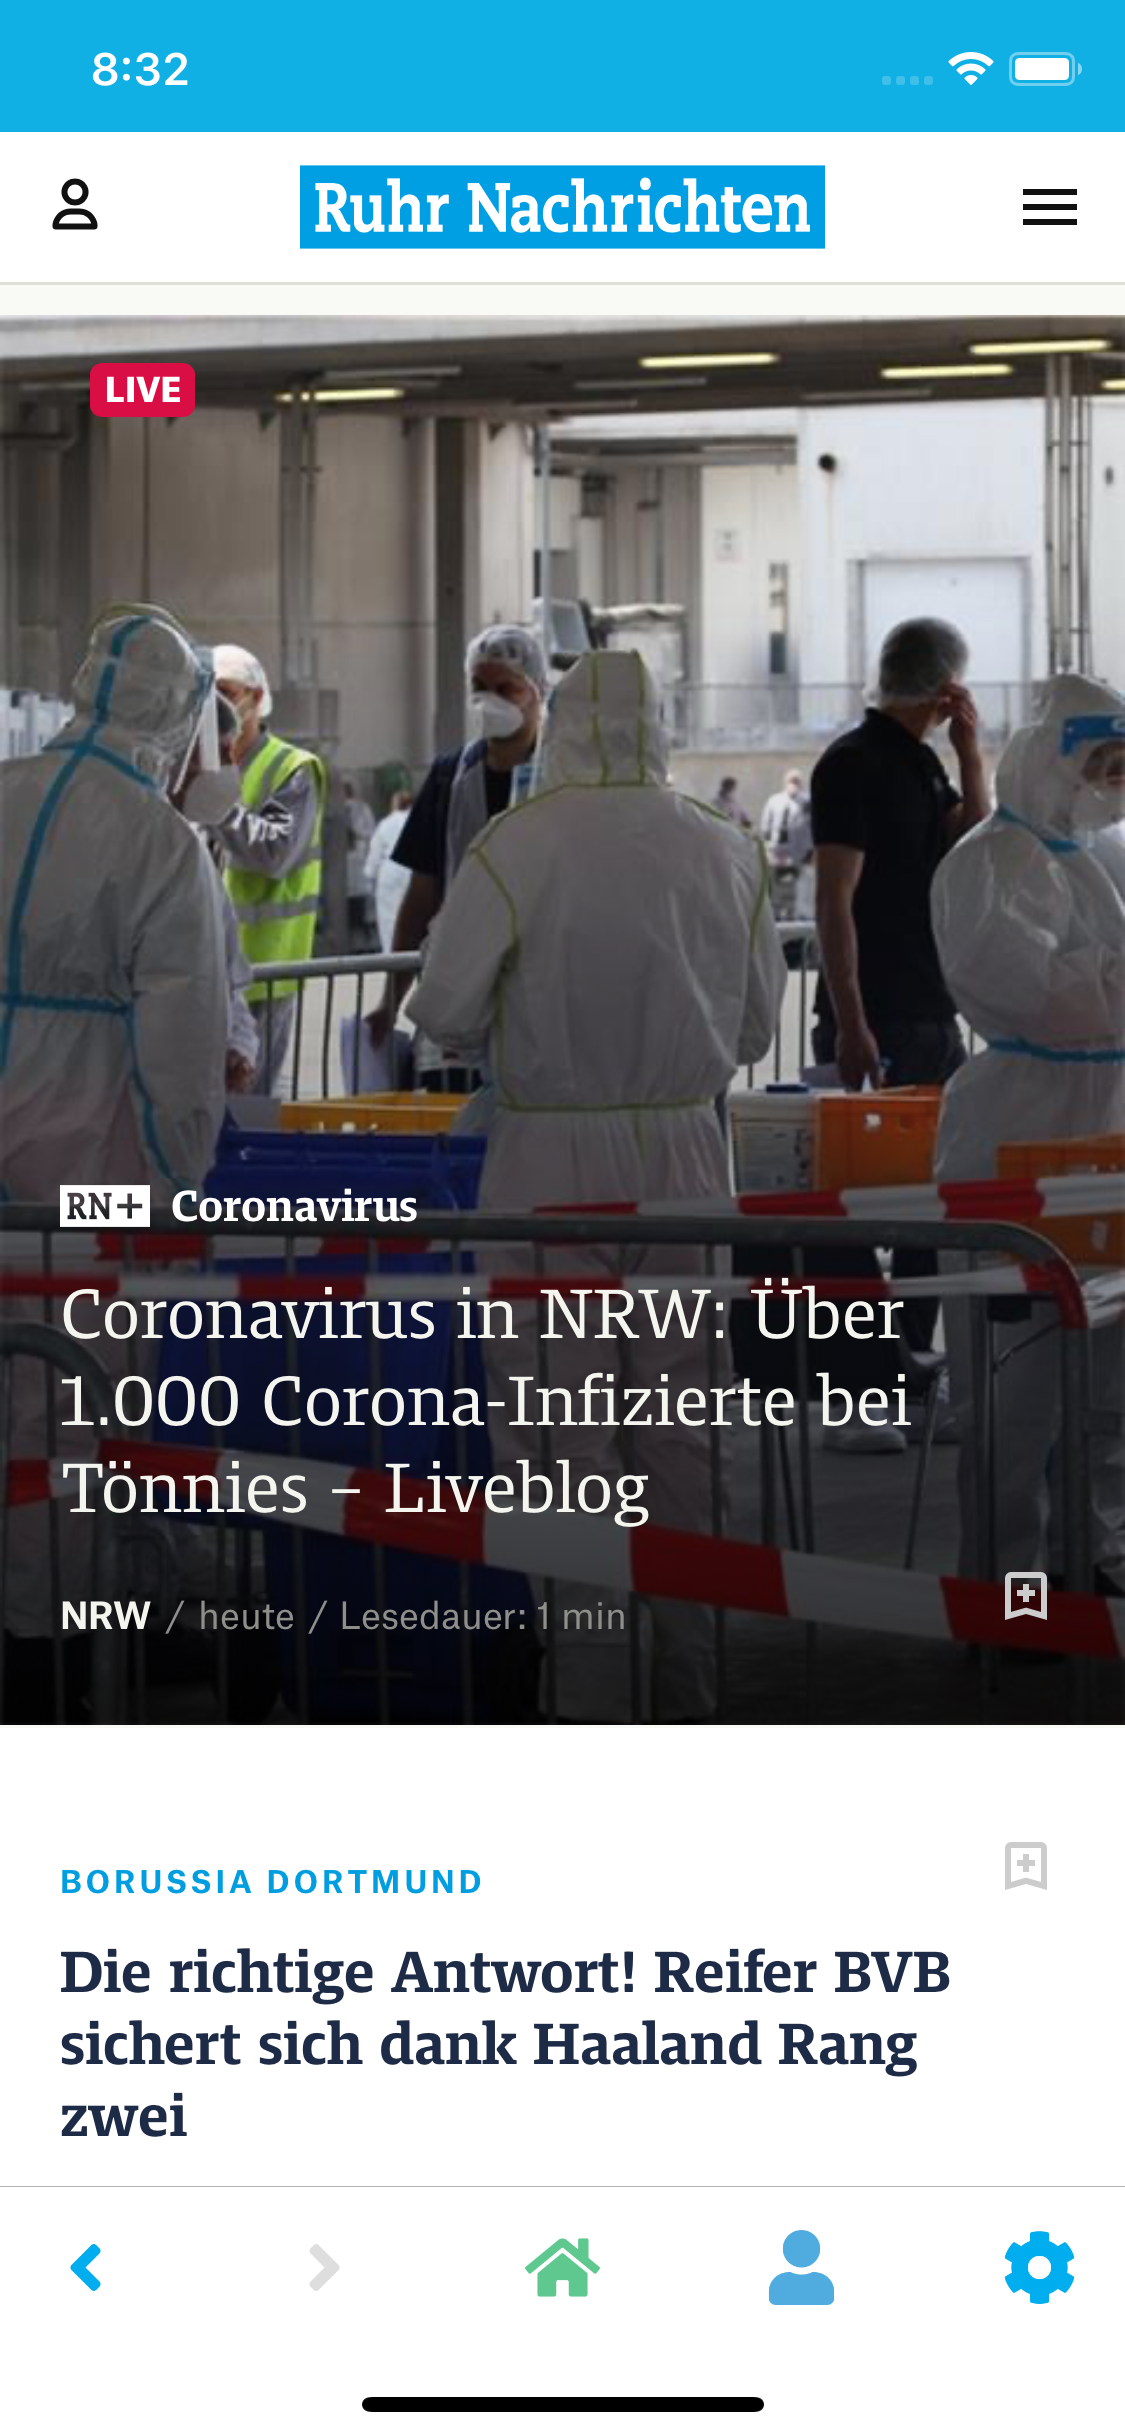 8:32
Ruhr Nachrichten
LIVE
RN+ Coronavirus
Coronavirus in NRW: Über
1.000 Corona-Infizierte bei
Tönnies – Liveblog
NRW / heute / Lesedauer: 1 min
BORUSSIA DORTMUND
Die richtige Antwort! Reifer BVB
sichert sich dank Haaland Rang
zwei